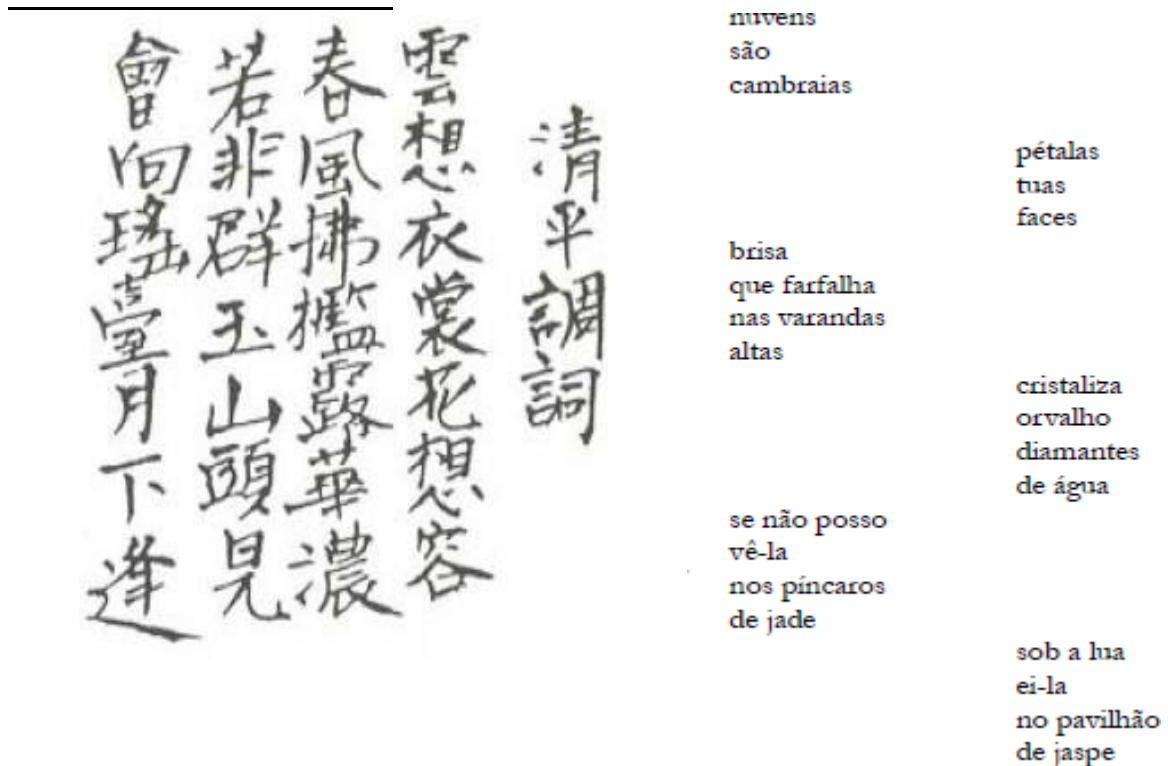 清平調詞
雲想衣裳花想容
春風拂檻露華濃
若非群玉山頭見
會向瑤臺月下逢
nuvens
são
cambraias
pétalas
tuas
faces
brisa
que farfalha
nas varandas
altas
cristaliza
orvalho
diamantes
de água
se não posso
vê-la
nos píncaros
de jade
sob a lua
ei-la
no pavilhão
de jaspe